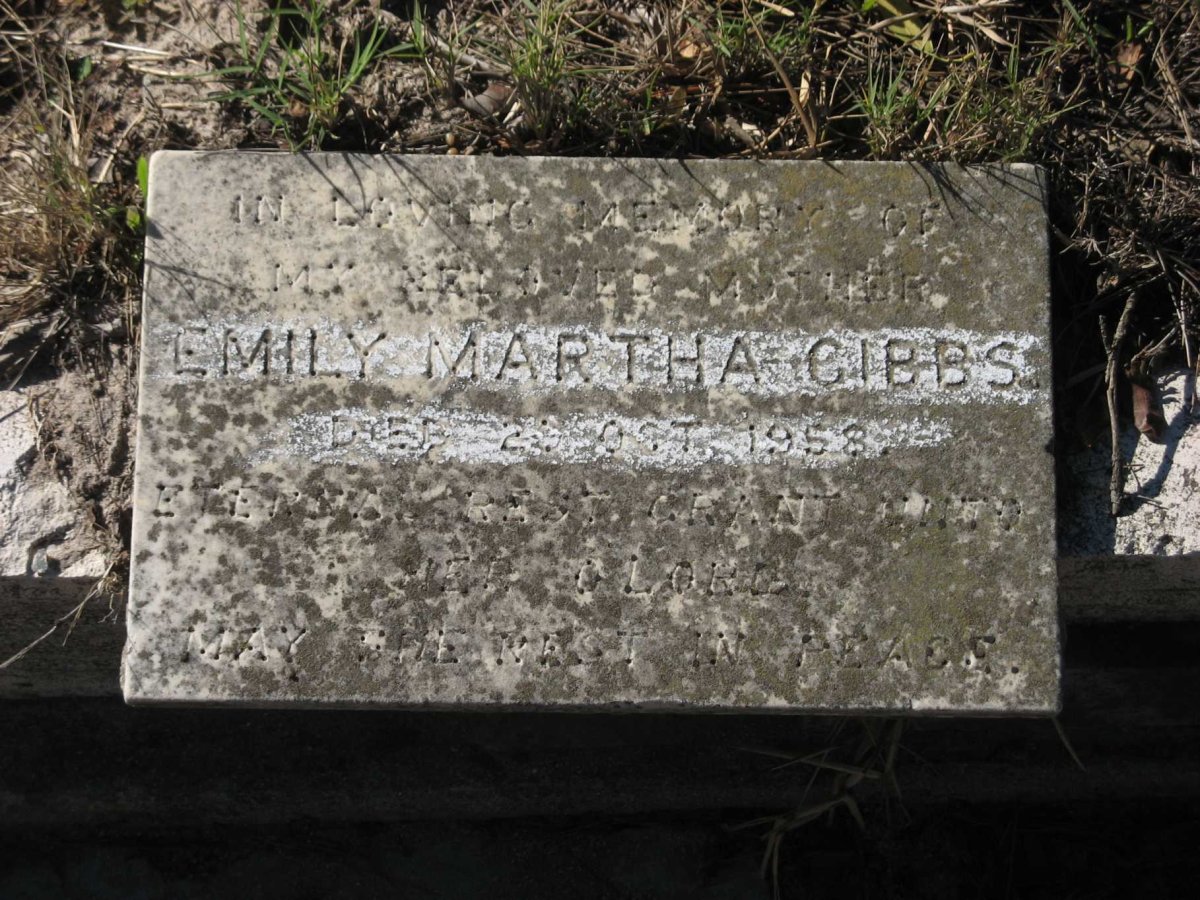 IN LOVING MEMORY OF
MY BELOVED MOTHER
EMILY MARTHA GIBBS
DIED OCT. 1958.
ETERNAL REST GRANT UNTO
HER O LORD
MAY SHE REST IN PEACE.